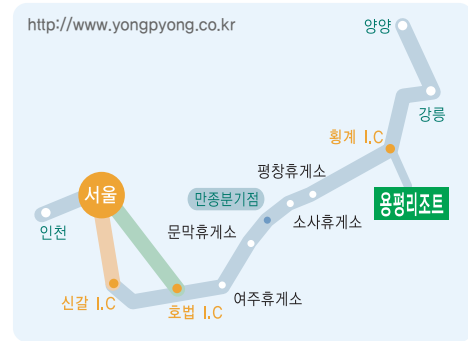 http://www.yongpyong.co.kr
양양
강릉
횡계 I.C
평창휴게소
용평리조트
만종분기점
서울
소사휴게소
문막휴게소
인천
여주휴게소
신갈 I.C
호법 I.C